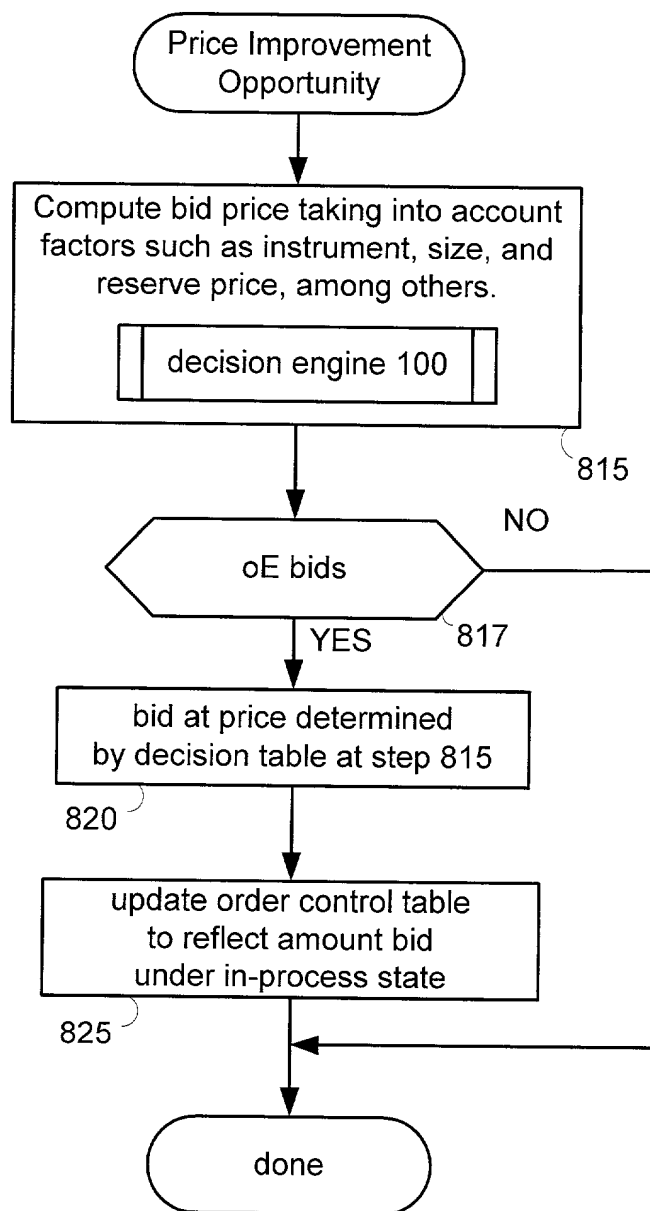 Price Improvement
Opportunity
Compute bid price taking into account
factors such as instrument, size, and
reserve price, among others.
decision engine 100
815
NO
oE bids
817
YES
bid at price determined
by decision table at step 815
820
update order control table
to reflect amount bid
under in-process state
825
done